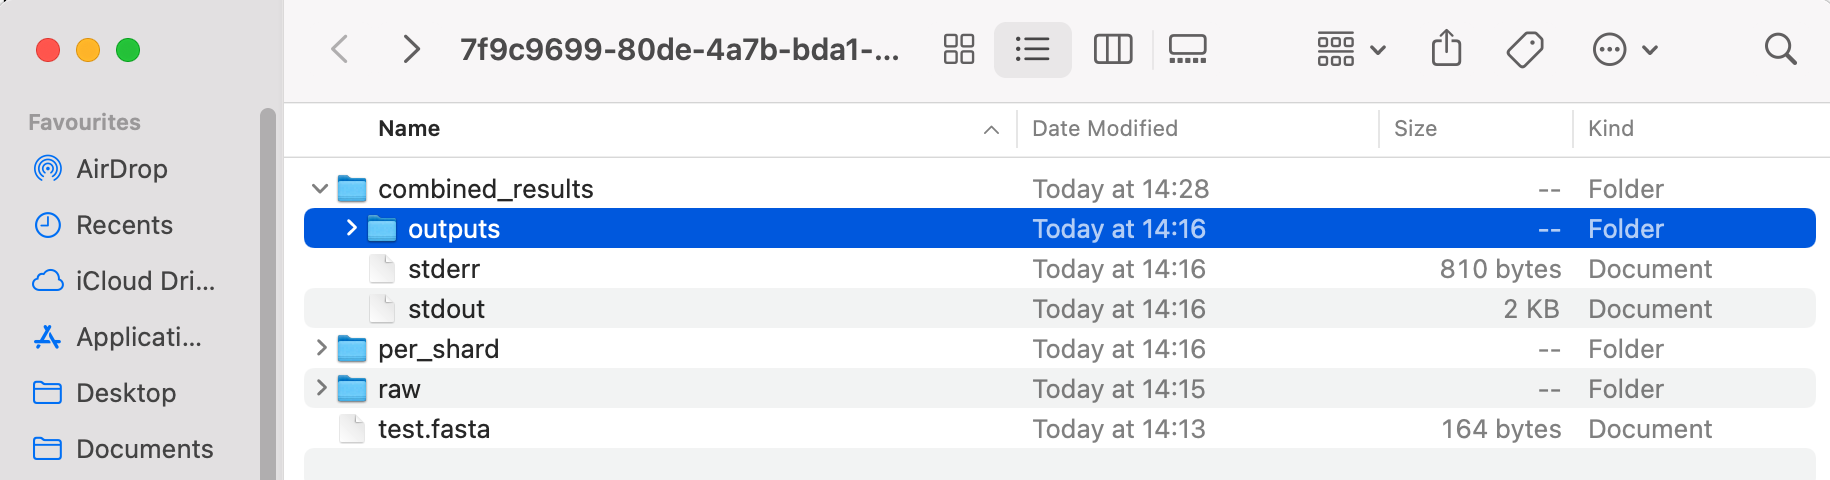 7f9c9699-80de-4a7b-bda1-...
Favourites
AirDrop
Recents
iCloud Dri...
Applicati...
Desktop
Documents
Name Date Modified Size Kind
combined_results Today at 14:28 -- Folder
outputs Today at 14:16 -- Folder
stderr Today at 14:16 810 bytes Document
stdout Today at 14:16 2 KB Document
per_shard Today at 14:16 -- Folder
raw Today at 14:15 -- Folder
test.fasta Today at 14:13 164 bytes Document